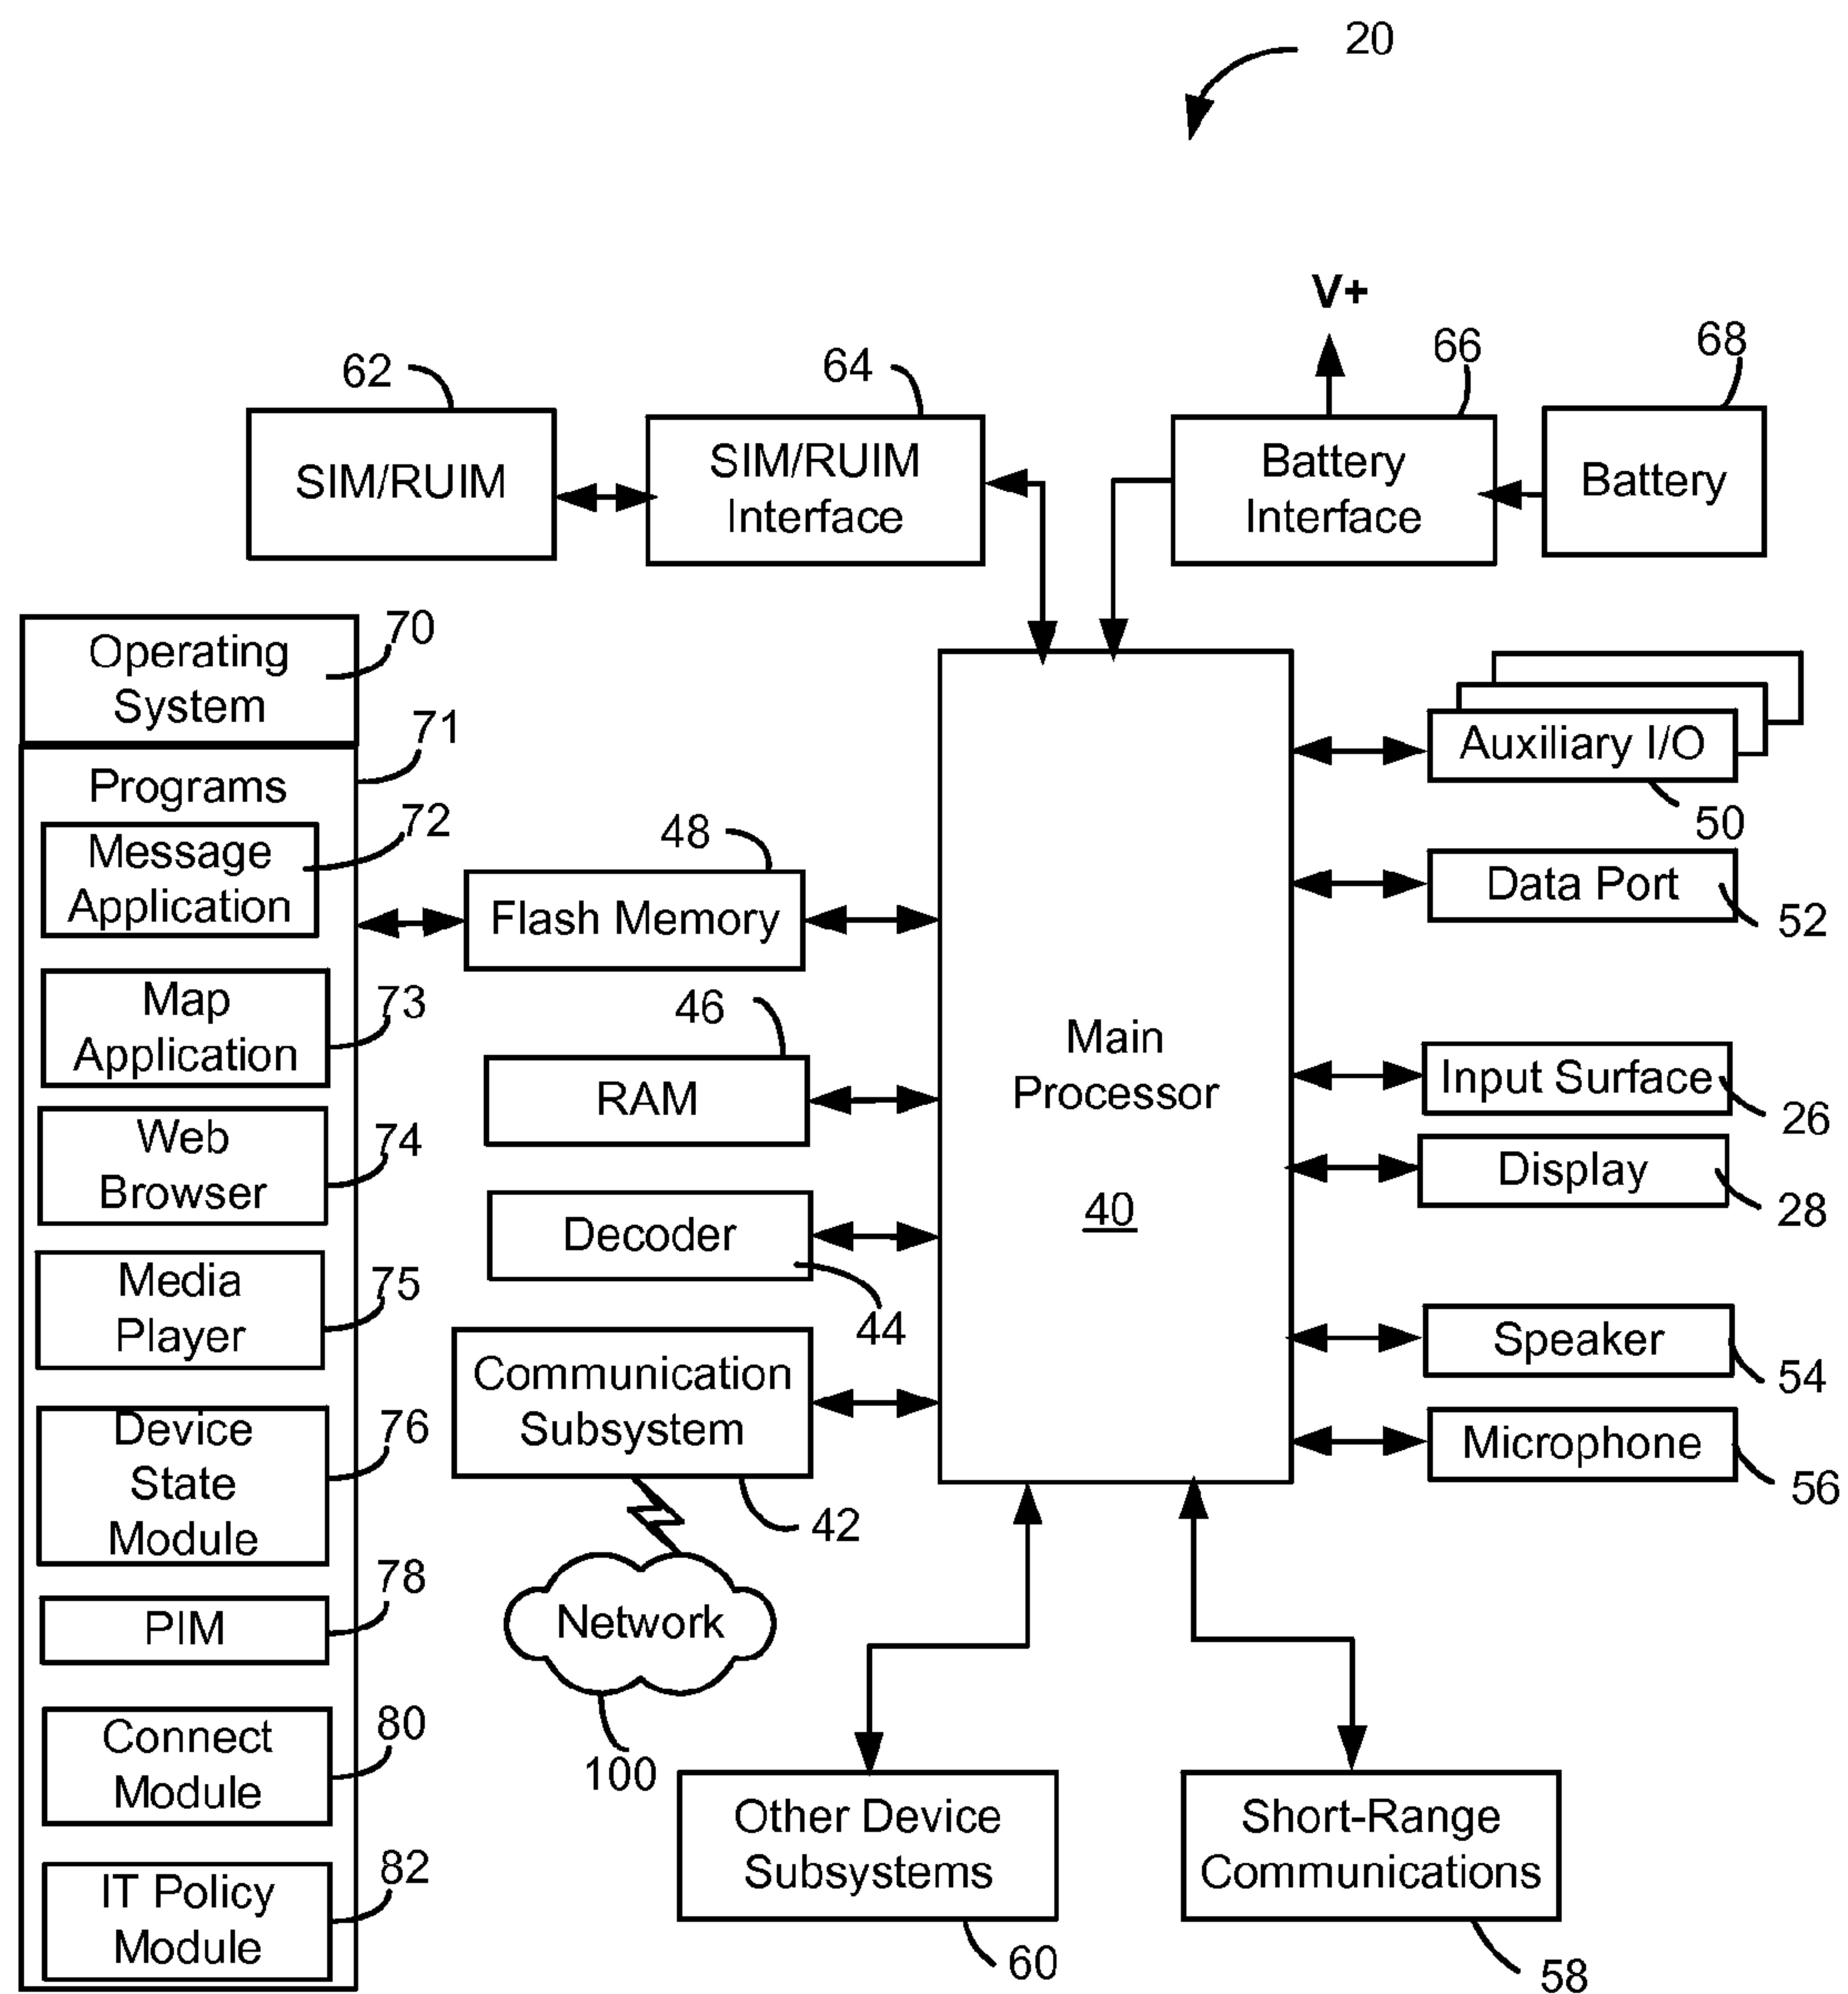 20
V+
62
64
66
68
SIM/RUIM
SIM/RUIM
Interface
Battery
Interface
Battery
Operating
System
70
71
Programs
Message
Application
72
Map
Application
73
Web
Browser
74
Media
Player
75
Device
State
Module
76
PIM
78
Connect
Module
80
IT Policy
Module
82
48
Flash Memory
46
RAM
Decoder
44
Communication
Subsystem
42
Network
100
Main
Processor
40
Auxiliary I/O
50
Data Port
52
Input Surface
26
Display
28
Speaker
54
Microphone
56
Other Device
Subsystems
60
Short-Range
Communications
58